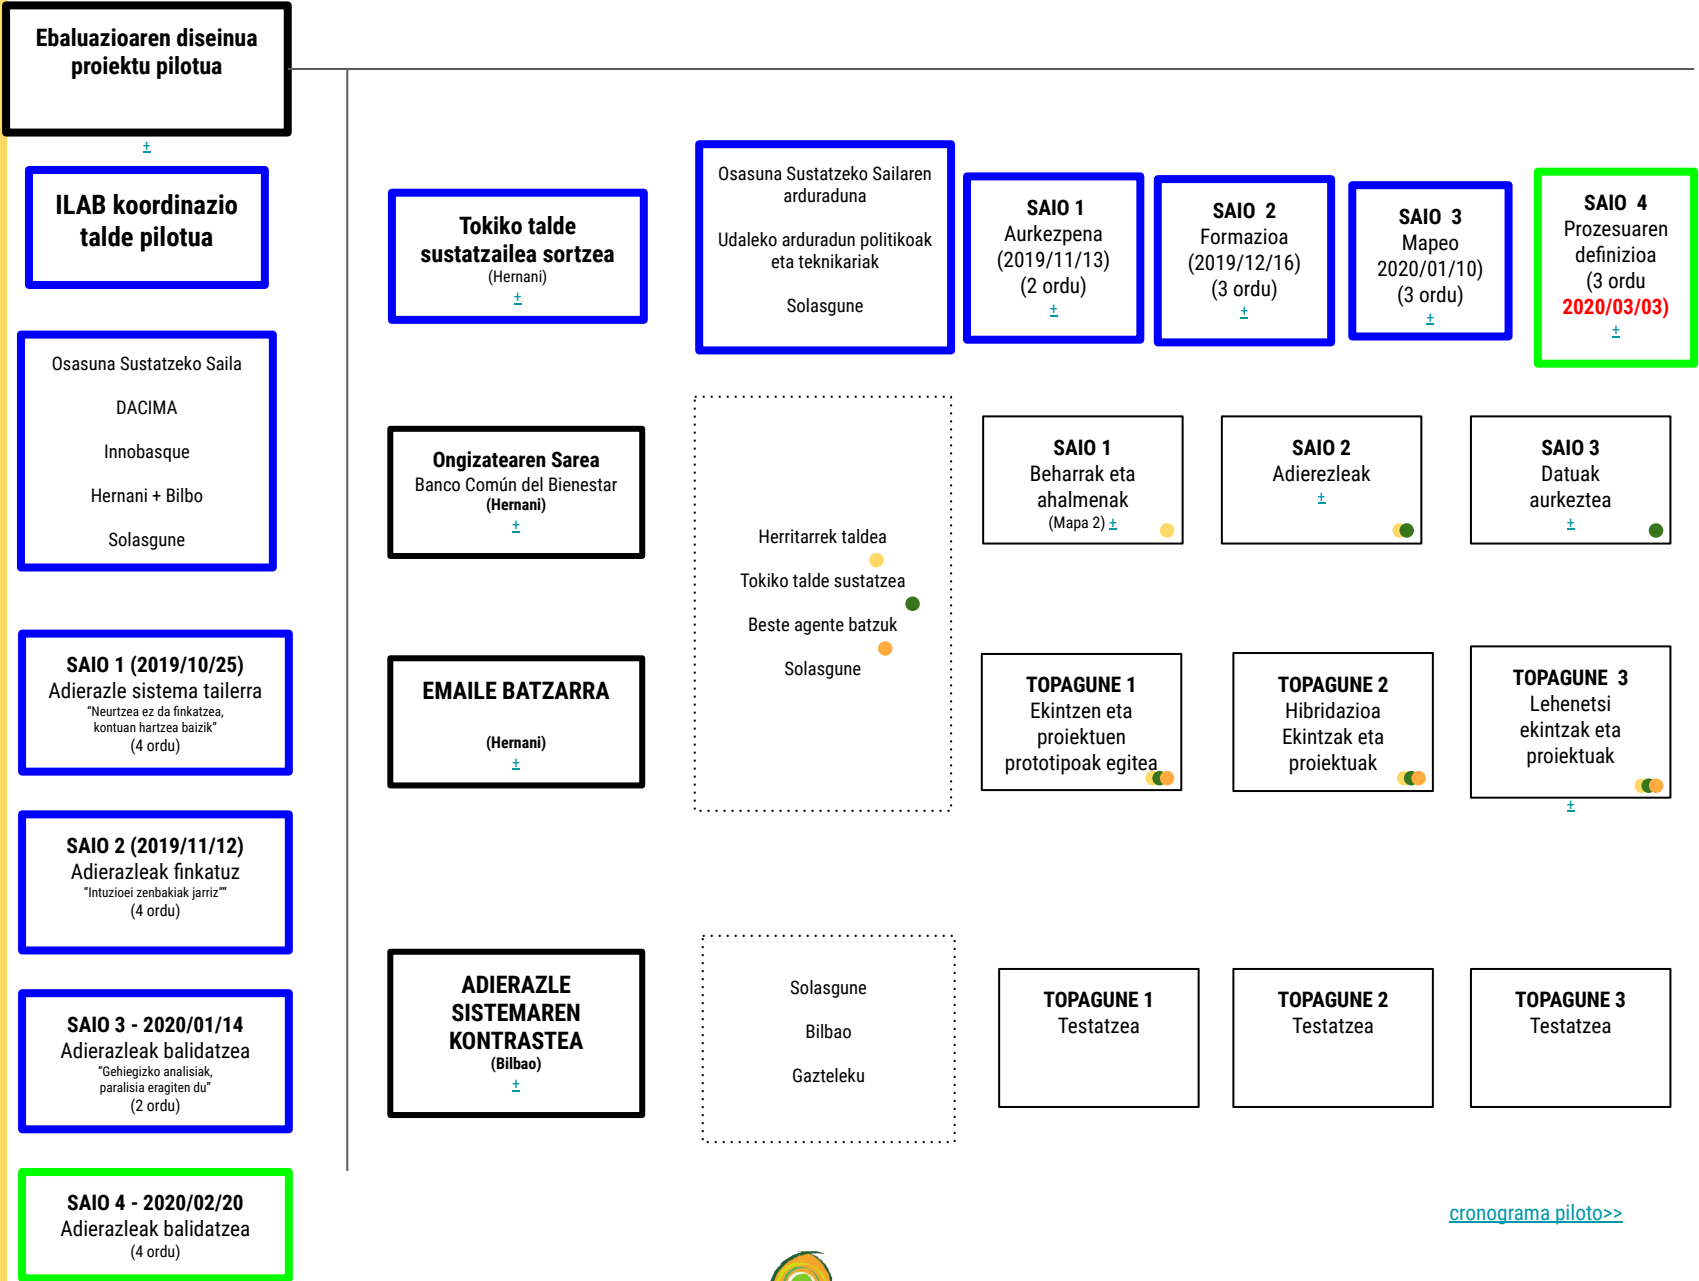 Ebaluazioaren diseinua
proiektu pilotua
±
ILAB koordinazio
talde pilotua
Osasuna Sustatzeko Saila
DACIMA
Innobasque
Hernani + Bilbo
Solasgune
SAIO 1 (2019/10/25)
Adierazle sistema tailerra
“Neurtzea ez da finkatzea,
kontuan hartzea baizik”
(4 ordu)
SAIO 2 (2019/11/12)
Adierazleak finkatuz
“Intuzioei zenbakiak jarriz””
(4 ordu)
SAIO 3 - 2020/01/14
Adierazleak balidatzea
“Gehiegizko analisiak,
paralisia eragiten du”
(2 ordu)
SAIO 4 - 2020/02/20
Adierazleak balidatzea
(4 ordu)
Tokiko talde
sustatzailea sortzea
(Hernani)
±
Osasuna Sustatzeko Sailaren
arduraduna
Udaleko arduradun politikoak
eta teknikariak
Solasgune
SAIO 1
Aurkezpena
(2019/11/13)
(2 ordu)
±
SAIO 2
Formazioa
(2019/12/16)
(3 ordu)
±
SAIO 3
Mapeo
2020/01/10)
(3 ordu)
±
SAIO 4
Prozesuaren
definizioa
(3 ordu
2020/03/03)
±
Ongizatearen Sarea
Banco Común del Bienestar
(Hernani)
±
Herritarrek taldea
Tokiko talde sustatzea
Beste agente batzuk
Solasgune
SAIO 1
Beharrak eta
ahalmenak
(Mapa 2) ±
SAIO 2
Adierezleak
±
SAIO 3
Datuak
aurkeztea
±
EMAILE BATZARRA
(Hernani)
±
TOPAGUNE 1
Ekintzen eta
proiektuen
prototipoak egitea
TOPAGUNE 2
Hibridazioa
Ekintzak eta
proiektuak
TOPAGUNE 3
Lehenetsi
ekintzak eta
proiektuak
±
ADIERAZLE
SISTEMAREN
KONTRASTEA
(Bilbao)
±
Solasgune
Bilbao
Gazteleku
TOPAGUNE 1
Testatzea
TOPAGUNE 2
Testatzea
TOPAGUNE 3
Testatzea
cronograma piloto>>